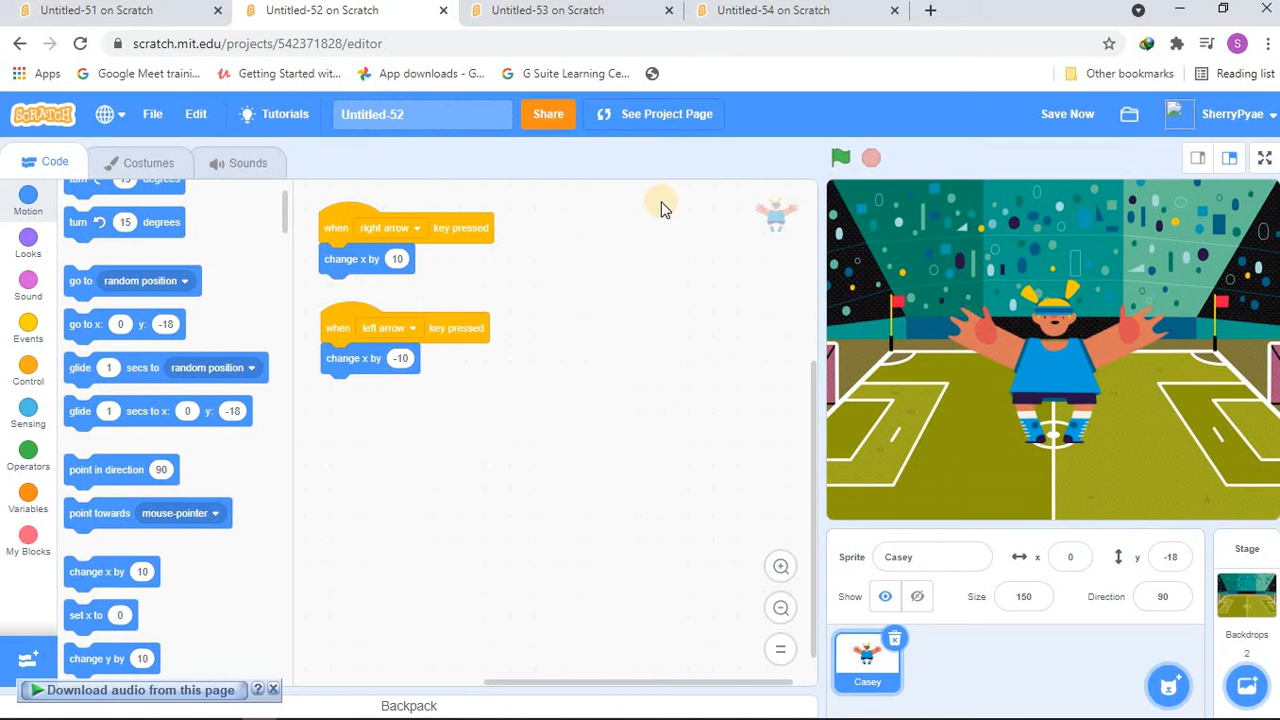 Untitled-51 on Scratch
Untitled-52 on Scratch
Untitled-53 on Scratch
Untitled-54 on Scratch
scratch.mit.edu/projects/542371828/editor
S
Apps
Google Meet traini...
Getting Started wit...
App downloads - G...
G Suite Learning Ce...
Other bookmarks
Reading list
SCRATCH
File
Edit
Tutorials
Untitled-52
Share
See Project Page
Save Now
SherryPyae
Code
Costumes
Sounds
Motion
Looks
Sound
Events
Control
Sensing
Operators
Variables
My Blocks
turn 15 degrees
turn 15 degrees
go to random position
go to x: 0 y: -18
glide 1 secs to random position
glide 1 secs to x: 0 y: -18
point in direction 90
point towards mouse-pointer
change x by 10
set x to 0
change y by 10
when right arrow key pressed
change x by 10
when left arrow key pressed
change x by -10
Sprite Casey x 0 y -18
Show Size 150 Direction 90
Casey
Stage
Backdrops
2
Download audio from this page ?
Backpack